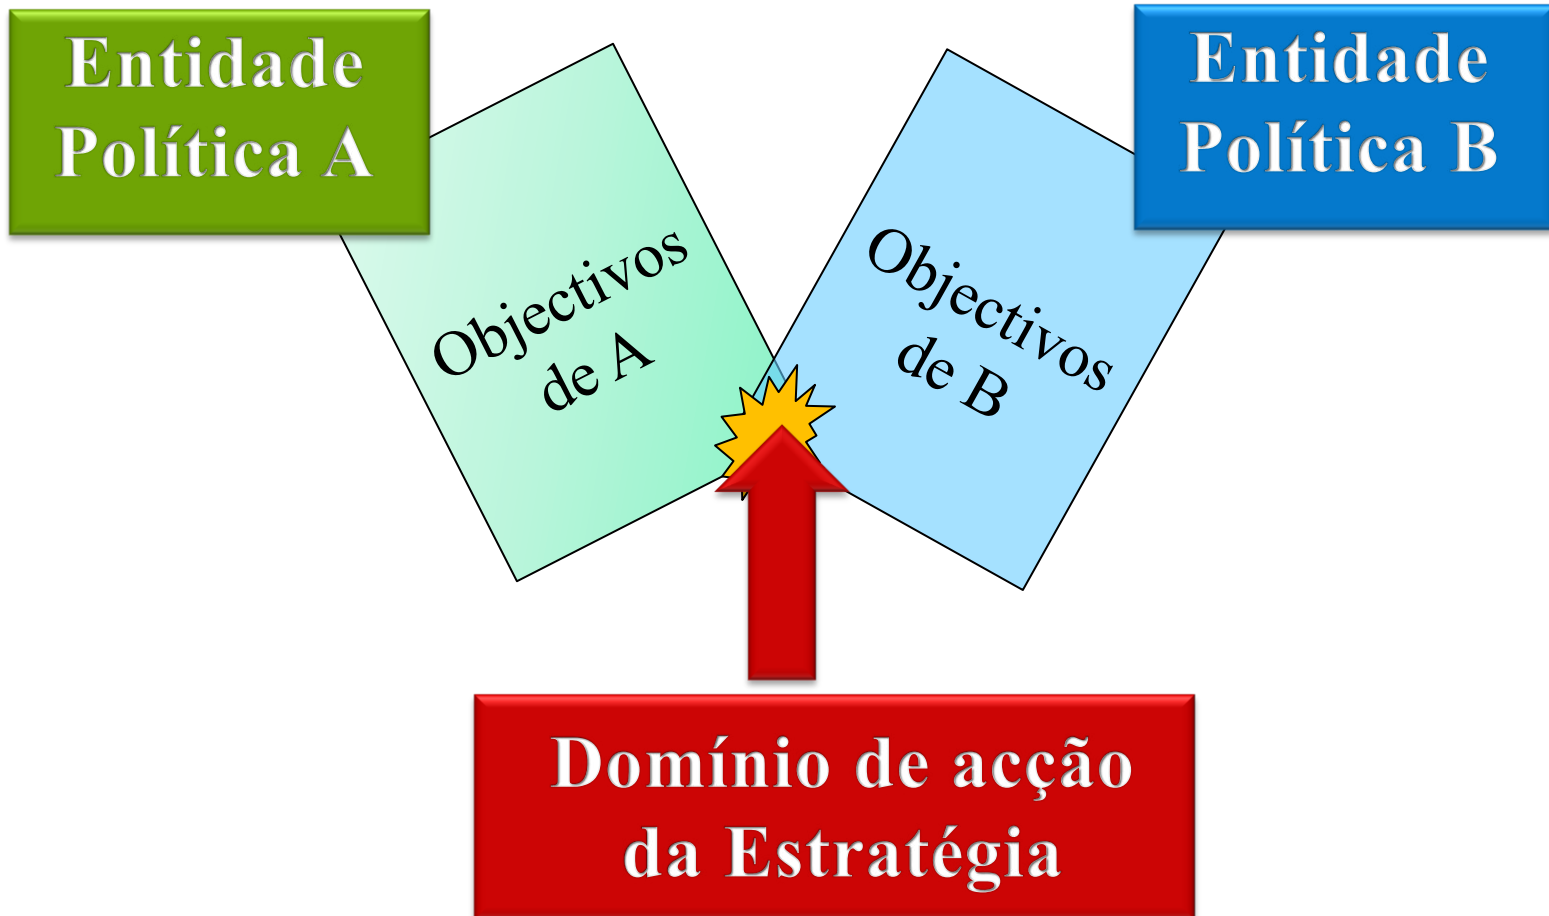 Entidade
Política A
Entidade
Política B
Objectivos
de A
Objectivos
de B
Domínio de acção
da Estratégia